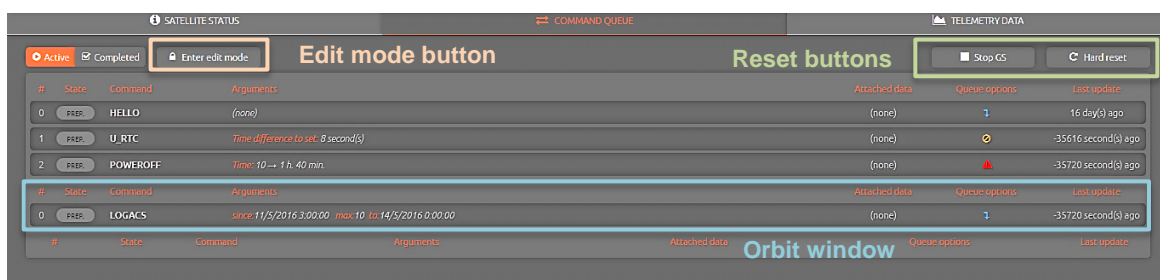 SATELLITE STATUS COMMAND QUEUE TELEMETRY DATA
Active Completed Enter edit mode Edit mode button Reset buttons Stop GS Hard reset
# State Command Arguments Attached data Queue options Last update
0 PREP. HELLO (none) (none) 16 day(s) ago
1 PREP. U_RTC Time difference to set: 8 second(s) (none) -35616 second(s) ago
2 PREP. POWEROFF Time: 10 → 1 h. 40 min. (none) -35720 second(s) ago
# State Command Arguments Attached data Queue options Last update
0 PREP. LOGACS since:11/5/2016 3:00:00 max:10 to:14/5/2016 0:00:00 (none) -35720 second(s) ago
# State Command Arguments Attached data Queue options Last update
Orbit window